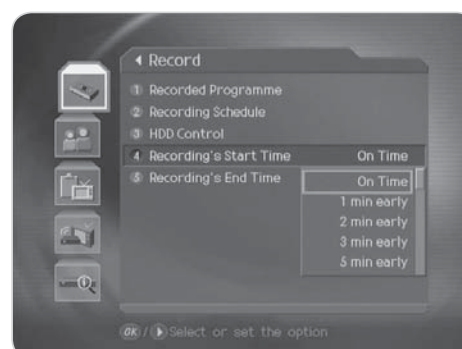 Record
1 Recorded Programme
2 Recording Schedule
3 HDD Control
4 Recording's Start Time On Time
5 Recording's End Time On Time
1 min early
2 min early
3 min early
5 min early
OK / Select or set the option